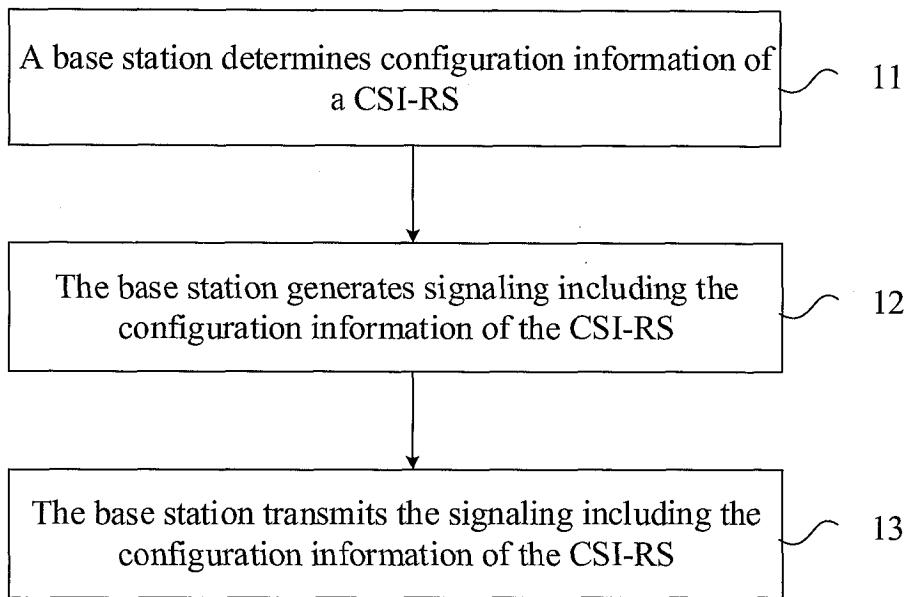 A base station determines configuration information of
a CSI-RS
11
The base station generates signaling including the
configuration information of the CSI-RS
12
The base station transmits the signaling including the
configuration information of the CSI-RS
13